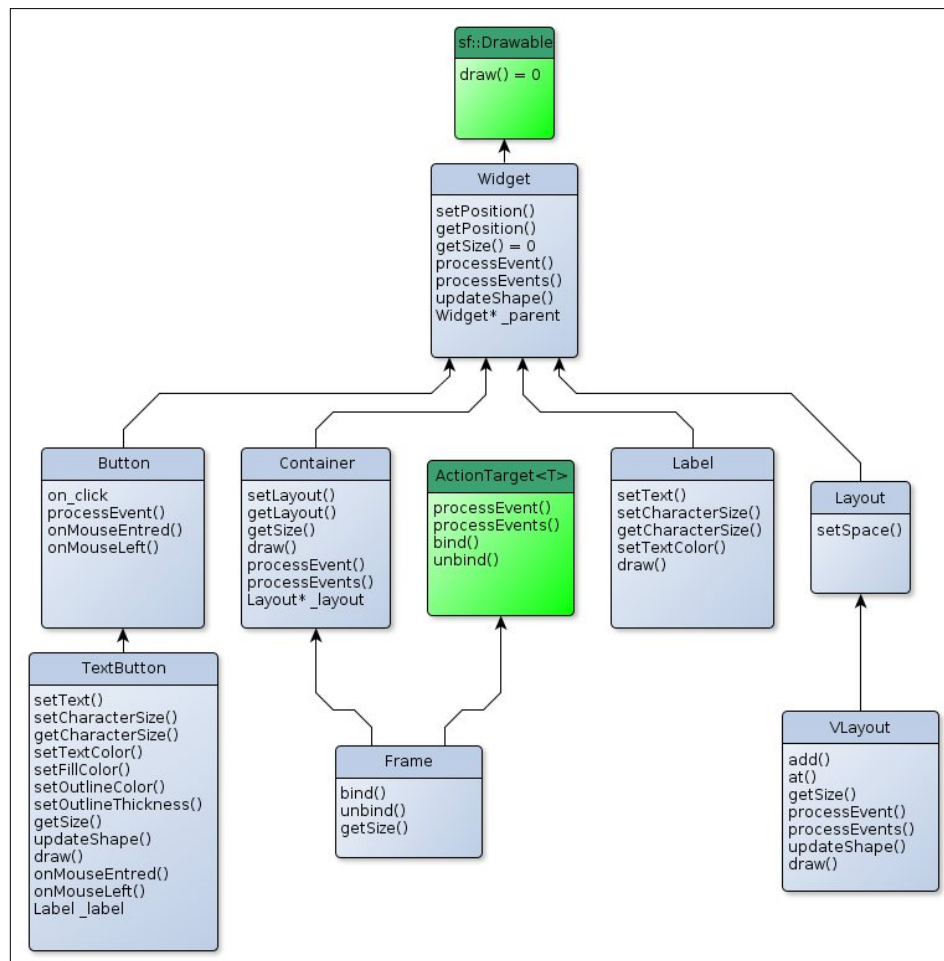 sf::Drawable
draw() = 0
Widget
setPosition()
getPosition()
getSize() = 0
processEvent()
processEvents()
updateShape()
Widget* _parent
Button
on_click
processEvent()
onMouseEntred()
onMouseLeft()
Container
setLayout()
getLayout()
getSize()
draw()
processEvent()
processEvents()
Layout* _layout
ActionTarget<T>
processEvent()
processEvents()
bind()
unbind()
Label
setText()
setCharacterSize()
getCharacterSize()
setTextColor()
draw()
Layout
setSpace()
TextButton
setText()
setCharacterSize()
getCharacterSize()
setTextColor()
setFillColor()
setOutlineColor()
setOutlineThickness()
getSize()
updateShape()
draw()
onMouseEntred()
onMouseLeft()
Label _label
Frame
bind()
unbind()
getSize()
VLayout
add()
at()
getSize()
processEvent()
processEvents()
updateShape()
draw()